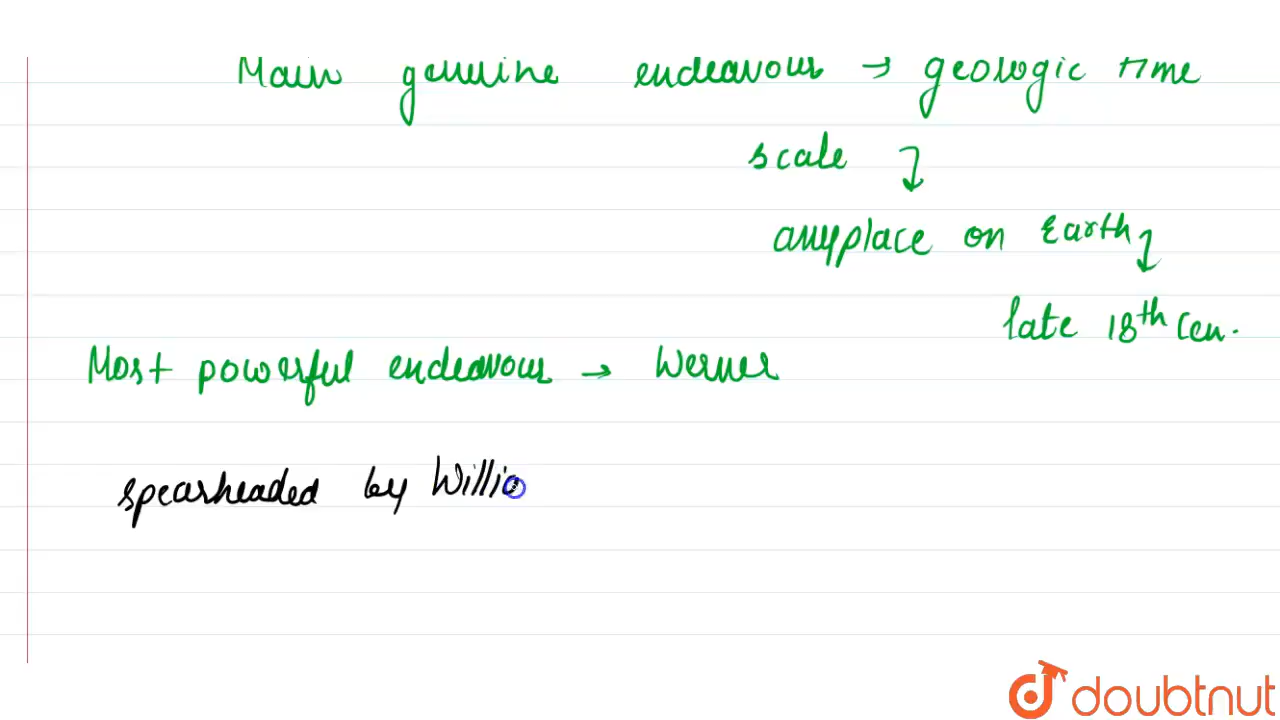 Main genuine endeavour → geologic time
scale ↴
anyplace on Earth ↴
late 18th Cen.
Most powerful endeavour → Werner
spearheaded by Willia
doubtnut